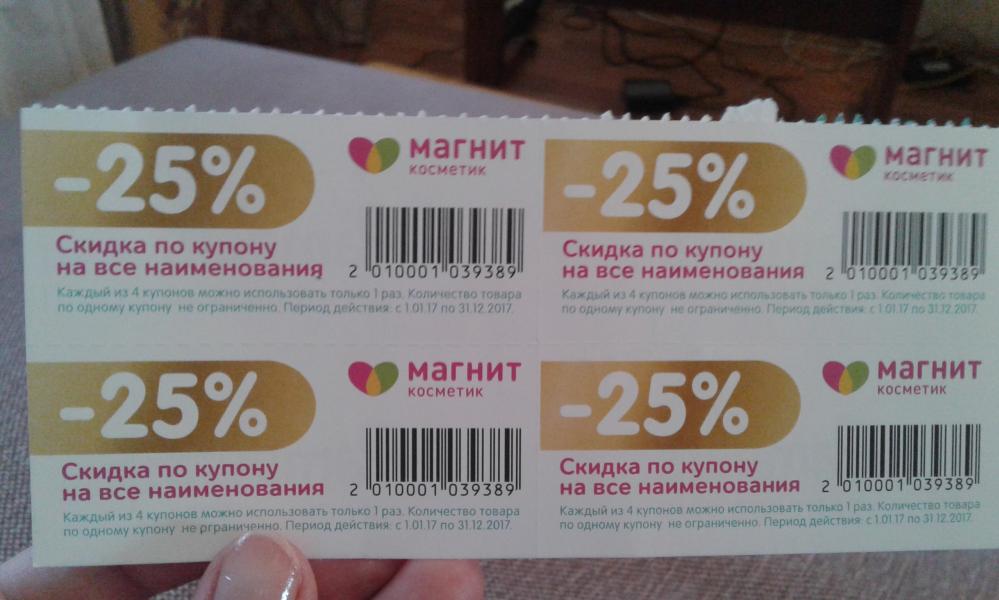 -25%
магнит
косметик
Скидка по купону
на все наименования
2 010001 039389
Каждый из 4 купонов можно использовать только 1 раз. Количество товара
по одному купону не ограниченно. Период действия: с 1.01.17 по 31.12.2017.
-25%
магнит
косметик
Скидка по купону
на все наименования
2 010001 039389
Каждый из 4 купонов можно использовать только 1 раз. Количество товара
по одному купону не ограниченно. Период действия: с 1.01.17 по 31.12.2017.
-25%
магнит
косметик
Скидка по купону
на все наименования
2 010001 039389
Каждый из 4 купонов можно использовать только 1 раз. Количество товара
по одному купону не ограниченно. Период действия: с 1.01.17 по 31.12.2017.
-25%
магнит
косметик
Скидка по купону
на все наименования
2 010001 039389
Каждый из 4 купонов можно использовать только 1 раз. Количество товара
по одному купону не ограниченно. Период действия: с 1.01.17 по 31.12.2017.